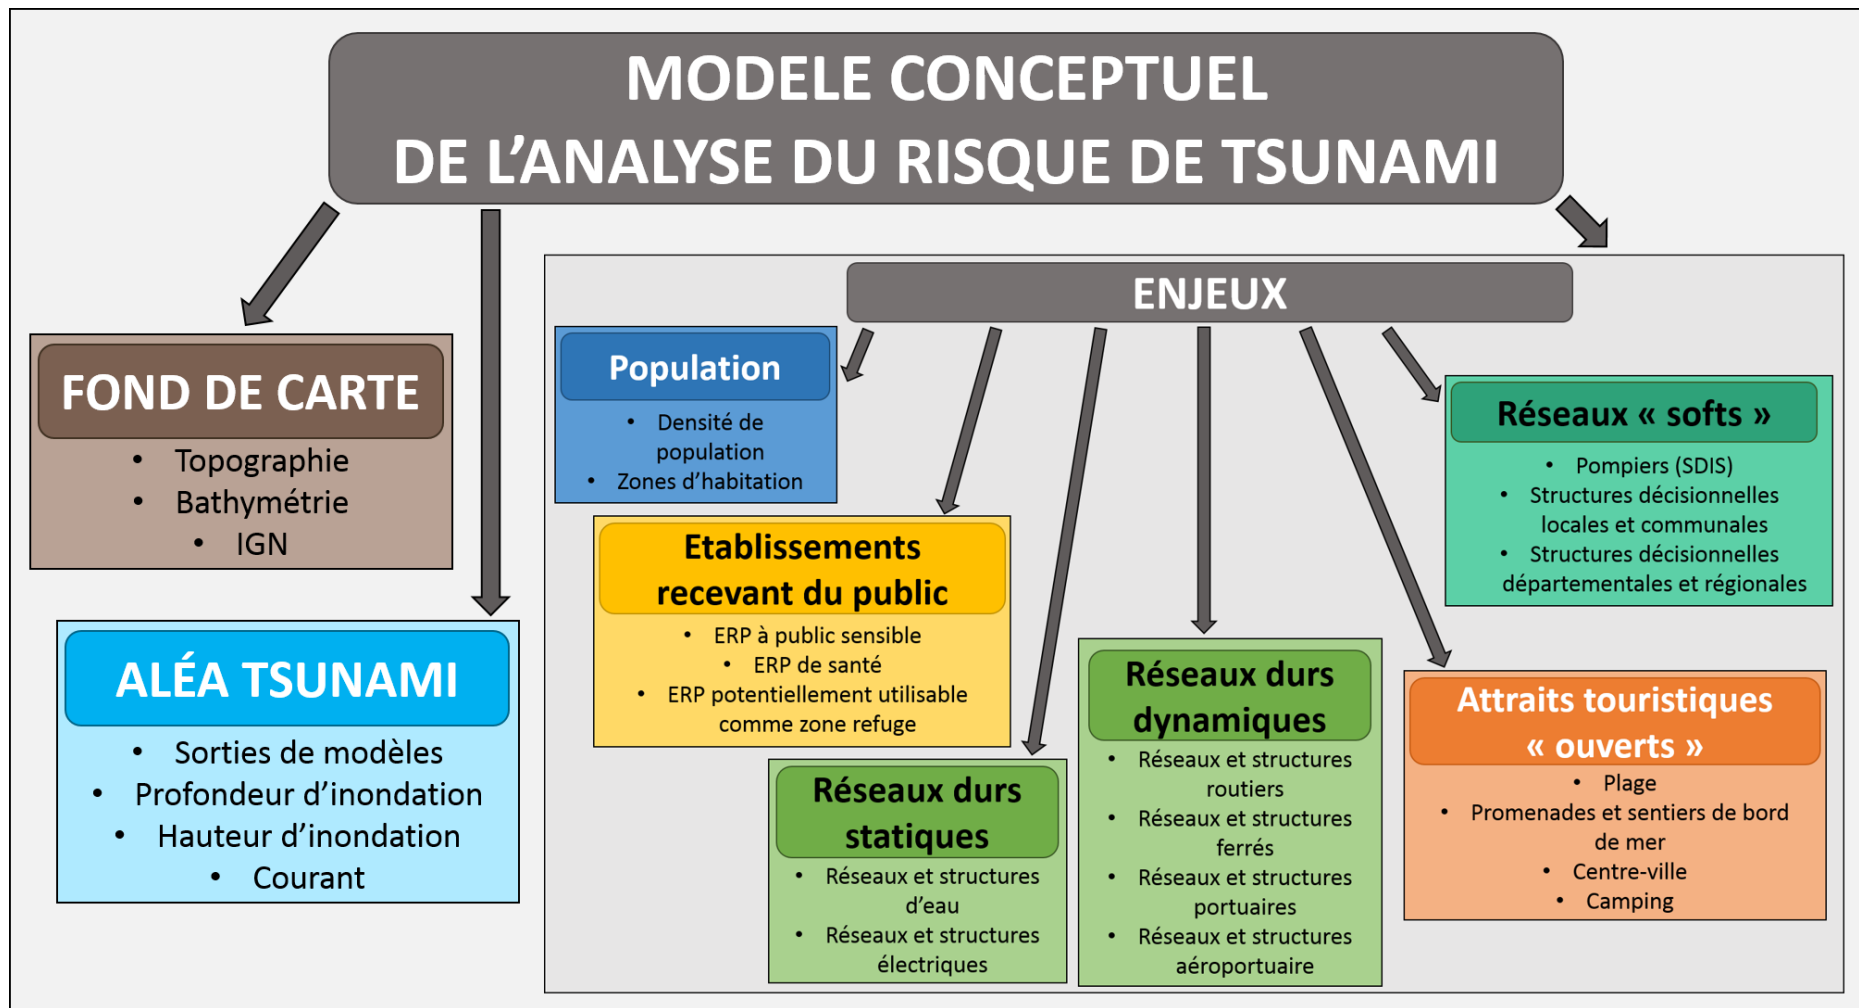 MODELE CONCEPTUEL
DE L’ANALYSE DU RISQUE DE TSUNAMI
FOND DE CARTE
• Topographie
• Bathymétrie
• IGN
ALÉA TSUNAMI
• Sorties de modèles
• Profondeur d’inondation
• Hauteur d’inondation
• Courant
ENJEUX
Population
• Densité de
population
• Zones d’habitation
Etablissements
recevant du public
• ERP à public sensible
• ERP de santé
• ERP potentiellement utilisable
comme zone refuge
Réseaux durs
statiques
• Réseaux et structures
d’eau
• Réseaux et structures
électriques
Réseaux durs
dynamiques
• Réseaux et structures
routiers
• Réseaux et structures
ferrés
• Réseaux et structures
portuaires
• Réseaux et structures
aéroportuaire
Attraits touristiques
« ouverts »
• Plage
• Promenades et sentiers de bord
de mer
• Centre-ville
• Camping
Réseaux « softs »
• Pompiers (SDIS)
• Structures décisionnelles
locales et communales
• Structures décisionnelles
départementales et régionales